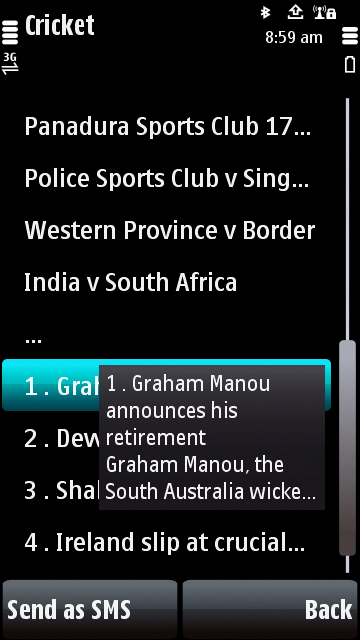 Cricket
8:59 am
3G
Panadura Sports Club 17...
Police Sports Club v Sing...
Western Province v Border
India v South Africa
...
1 . Grah
1 . Graham Manou
announces his
retirement
Graham Manou, the
South Australia wicke...
2 . Dew
3 . Shal
4 . Ireland slip at crucial...
Send as SMS
Back